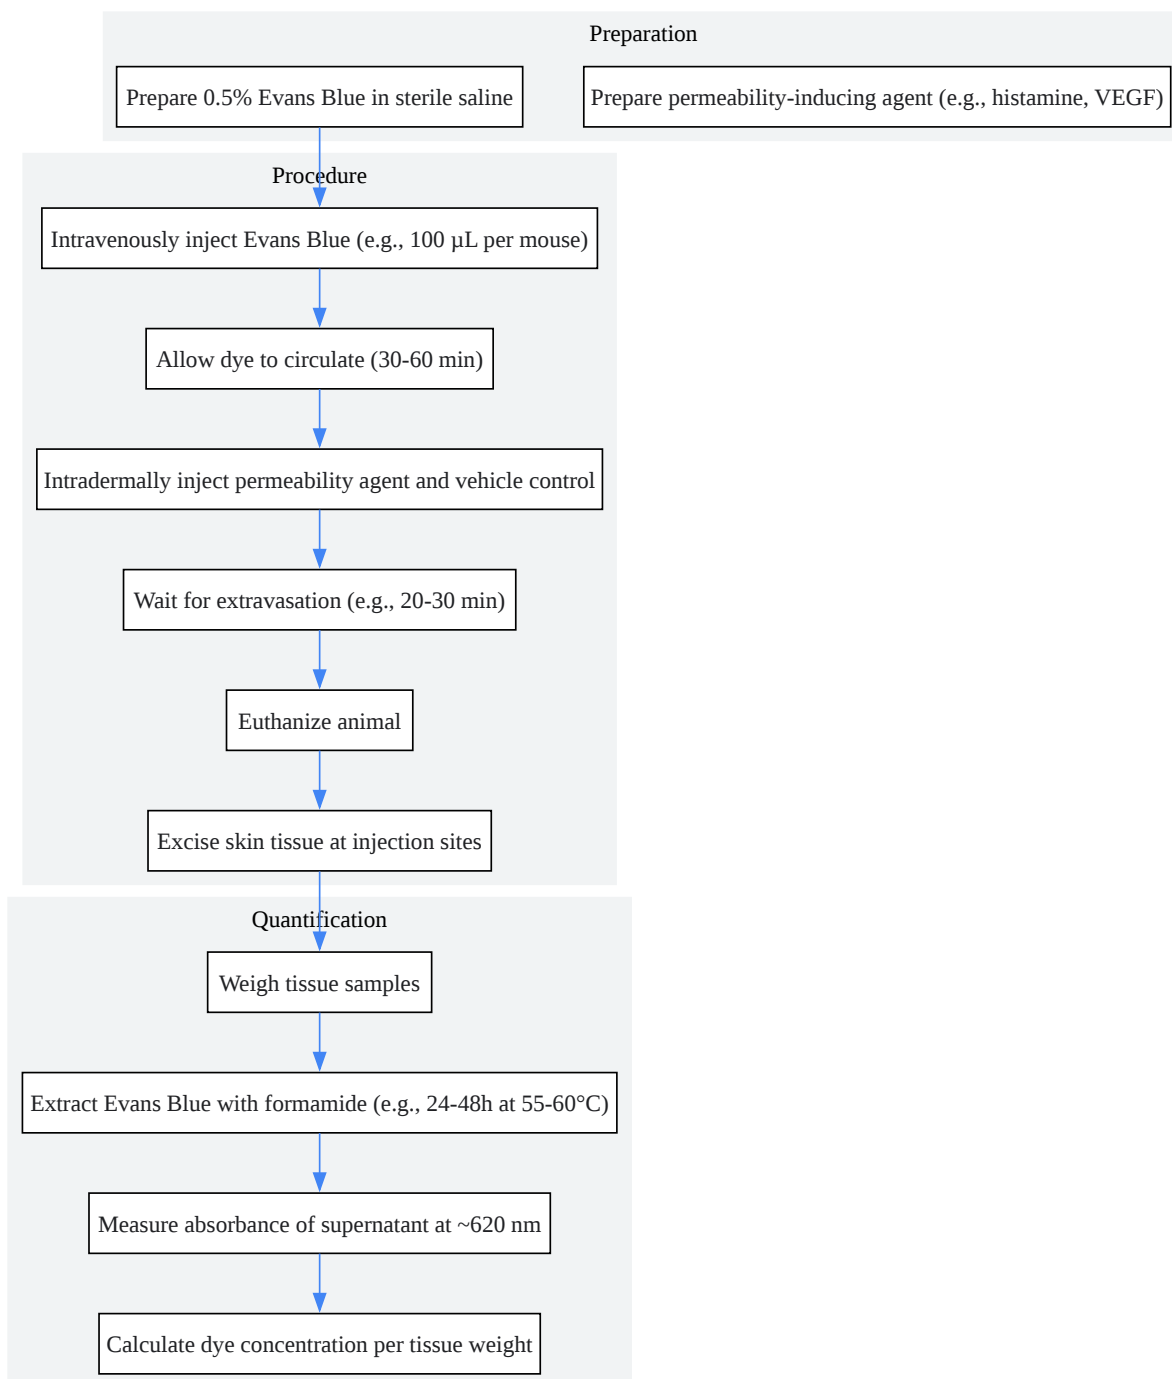 Preparation
Prepare 0.5% Evans Blue in sterile saline
Prepare permeability-inducing agent (e.g., histamine, VEGF)
Procedure
Intravenously inject Evans Blue (e.g., 100 µL per mouse)
Allow dye to circulate (30-60 min)
Intradermally inject permeability agent and vehicle control
Wait for extravasation (e.g., 20-30 min)
Euthanize animal
Excise skin tissue at injection sites
Quantification
Weigh tissue samples
Extract Evans Blue with formamide (e.g., 24-48h at 55-60°C)
Measure absorbance of supernatant at ~620 nm
Calculate dye concentration per tissue weight